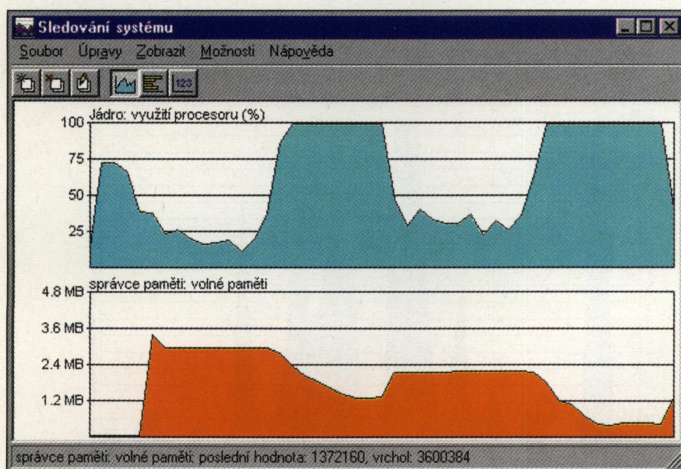 Sledování systému
Soubor Úpravy Zobrazit Možnosti Nápověda
123
Jádro: využití procesoru (%)
100
75
50
25
správce paměti: volné paměti
4.8 MB
3.6 MB
2.4 MB
1.2 MB
správce paměti: volné paměti: poslední hodnota: 1372160, vrchol: 3600384